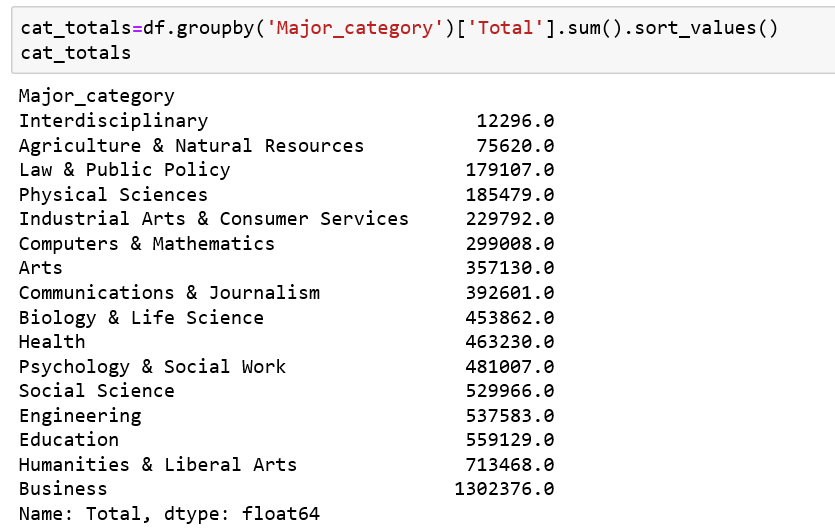 cat_totals=df.groupby('Major_category')['Total'].sum().sort_values()
cat_totals
Major_category
Interdisciplinary 12296.0
Agriculture & Natural Resources 75620.0
Law & Public Policy 179107.0
Physical Sciences 185479.0
Industrial Arts & Consumer Services 229792.0
Computers & Mathematics 299008.0
Arts 357130.0
Communications & Journalism 392601.0
Biology & Life Science 453862.0
Health 463230.0
Psychology & Social Work 481007.0
Social Science 529966.0
Engineering 537583.0
Education 559129.0
Humanities & Liberal Arts 713468.0
Business 1302376.0
Name: Total, dtype: float64